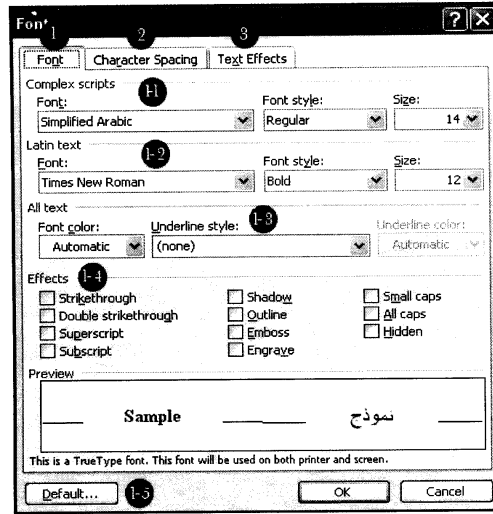 Font
1 2 3
Font Character Spacing Text Effects
Complex scripts 1-1
Font: Font style: Size:
Simplified Arabic Regular 14
Latin text 1-2
Font: Font style: Size:
Times New Roman Bold 12
All text
Font color: Underline style: 1-3 Underline color:
Automatic (none) Automatic
Effects 1-4
Strikethrough Shadow Small caps
Double strikethrough Outline All caps
Superscript Emboss Hidden
Subscript Engrave
Preview
Sample نموذج
This is a TrueType font. This font will be used on both printer and screen.
Default... 1-5 OK Cancel